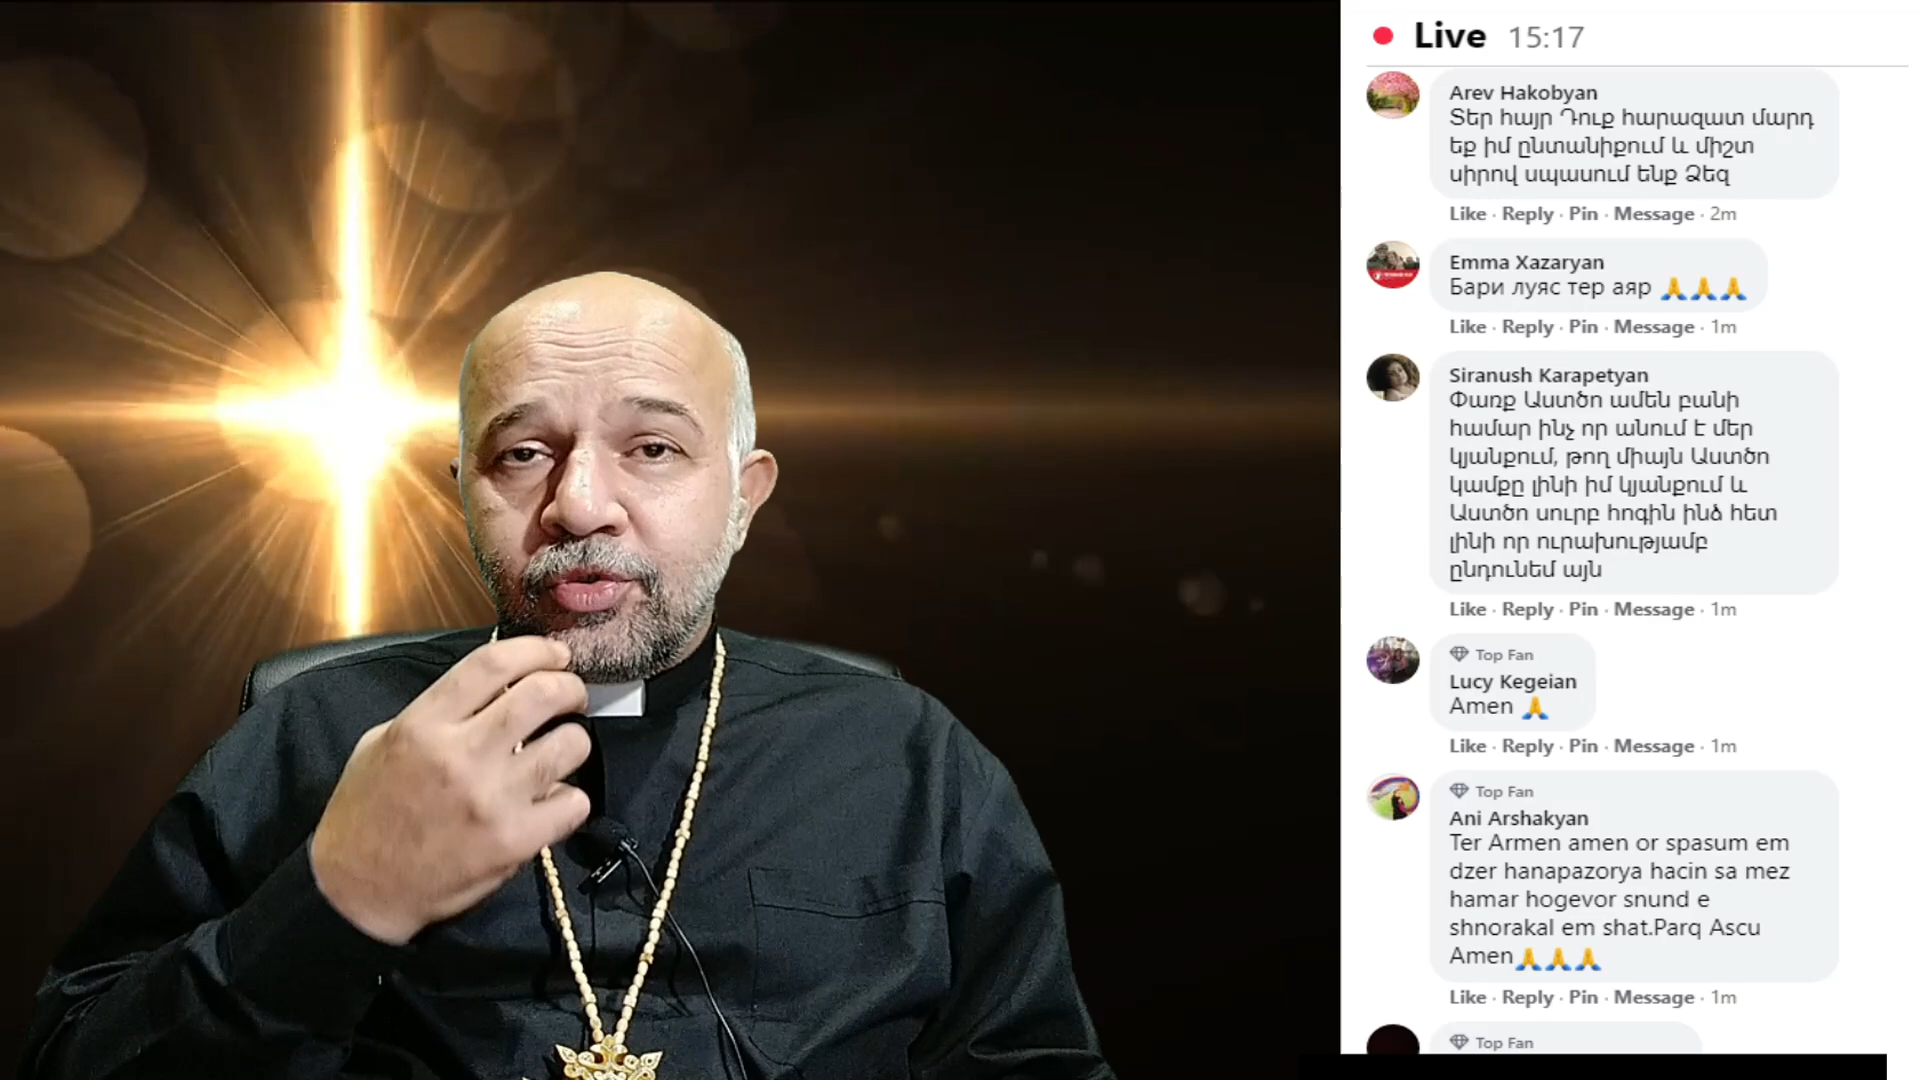 Live 15:17
Arev Hakobyan
Տեր հայր Դուք հարազատ մարդ
եք իմ ընտանիքում և միշտ
սիրով սպասում ենք Ձեզ
Like · Reply · Pin · Message · 2m
Emma Xazaryan
Бари луяс тер аяр 🙏🙏🙏
Like · Reply · Pin · Message · 1m
Siranush Karapetyan
Փառք Աստծո ամեն բանի
համար ինչ որ անում է մեր
կյանքում, թող միայն Աստծո
կամքը լինի իմ կյանքում և
Աստծո սուրբ հոգին ինձ հետ
լինի որ ուրախությամբ
ընդունեմ այն
Like · Reply · Pin · Message · 1m
Top Fan
Lucy Kegeian
Amen 🙏
Like · Reply · Pin · Message · 1m
Top Fan
Ani Arshakyan
Ter Armen amen or spasum em
dzer hanapazorya hacin sa mez
hamar hogevor snund e
shnorakal em shat.Parq Ascu
Amen🙏🙏🙏
Like · Reply · Pin · Message · 1m
Top Fan